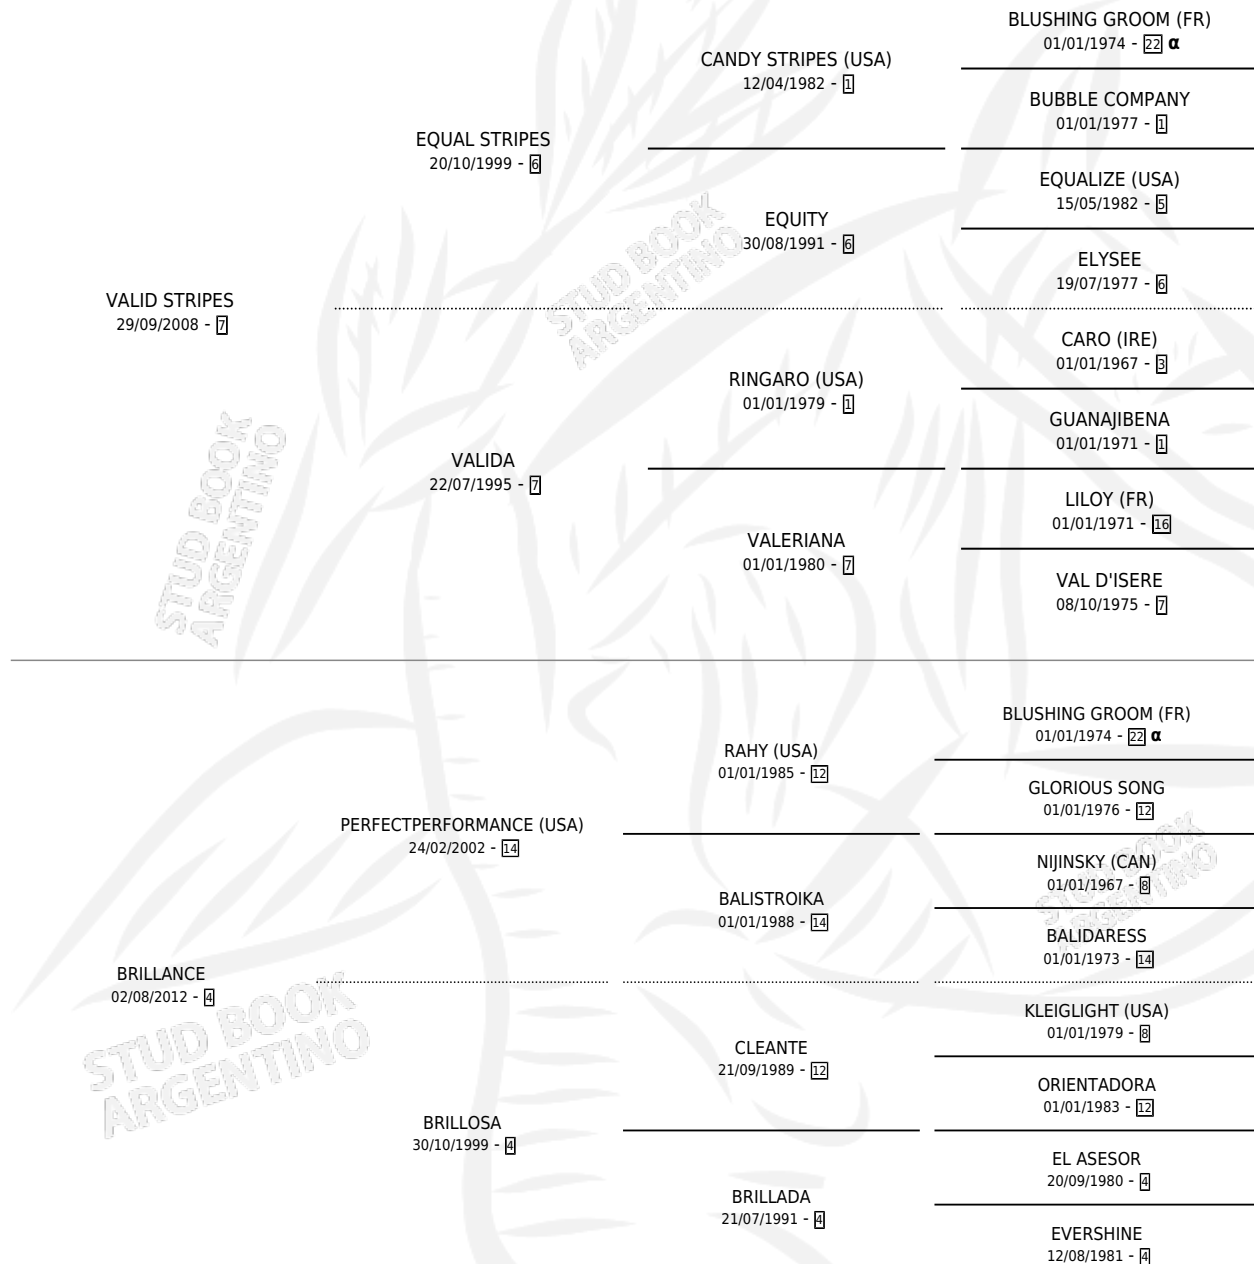 BLUSHING GROOM (FR)
01/01/1974 - 22 α
CANDY STRIPES (USA)
12/04/1982 - 1
BUBBLE COMPANY
01/01/1977 - 1
EQUAL STRIPES
20/10/1999 - 6
EQUALIZE (USA)
15/05/1982 - 5
EQUITY
30/08/1991 - 6
ELYSEE
19/07/1977 - 6
VALID STRIPES
29/09/2008 - 7
CARO (IRE)
01/01/1967 - 3
RINGARO (USA)
01/01/1979 - 1
GUANAJIBENA
01/01/1971 - 1
VALIDA
22/07/1995 - 7
LILOY (FR)
01/01/1971 - 16
VALERIANA
01/01/1980 - 7
VAL D'ISERE
08/10/1975 - 7
STUD BOOK
ARGENTINO
STUD BOOK
ARGENTINO
BLUSHING GROOM (FR)
01/01/1974 - 22 α
RAHY (USA)
01/01/1985 - 12
GLORIOUS SONG
01/01/1976 - 12
PERFECTPERFORMANCE (USA)
24/02/2002 - 14
NIJINSKY (CAN)
01/01/1967 - 8
BALISTROIKA
01/01/1988 - 14
BALIDARESS
01/01/1973 - 14
BRILLANCE
02/08/2012 - 4
KLEIGLIGHT (USA)
01/01/1979 - 8
CLEANTE
21/09/1989 - 12
ORIENTADORA
01/01/1983 - 12
BRILLOSA
30/10/1999 - 4
EL ASESOR
20/09/1980 - 4
BRILLADA
21/07/1991 - 4
EVERSHINE
12/08/1981 - 4
STUD BOOK
ARGENTINO
STUD BOOK
ARGENTINO